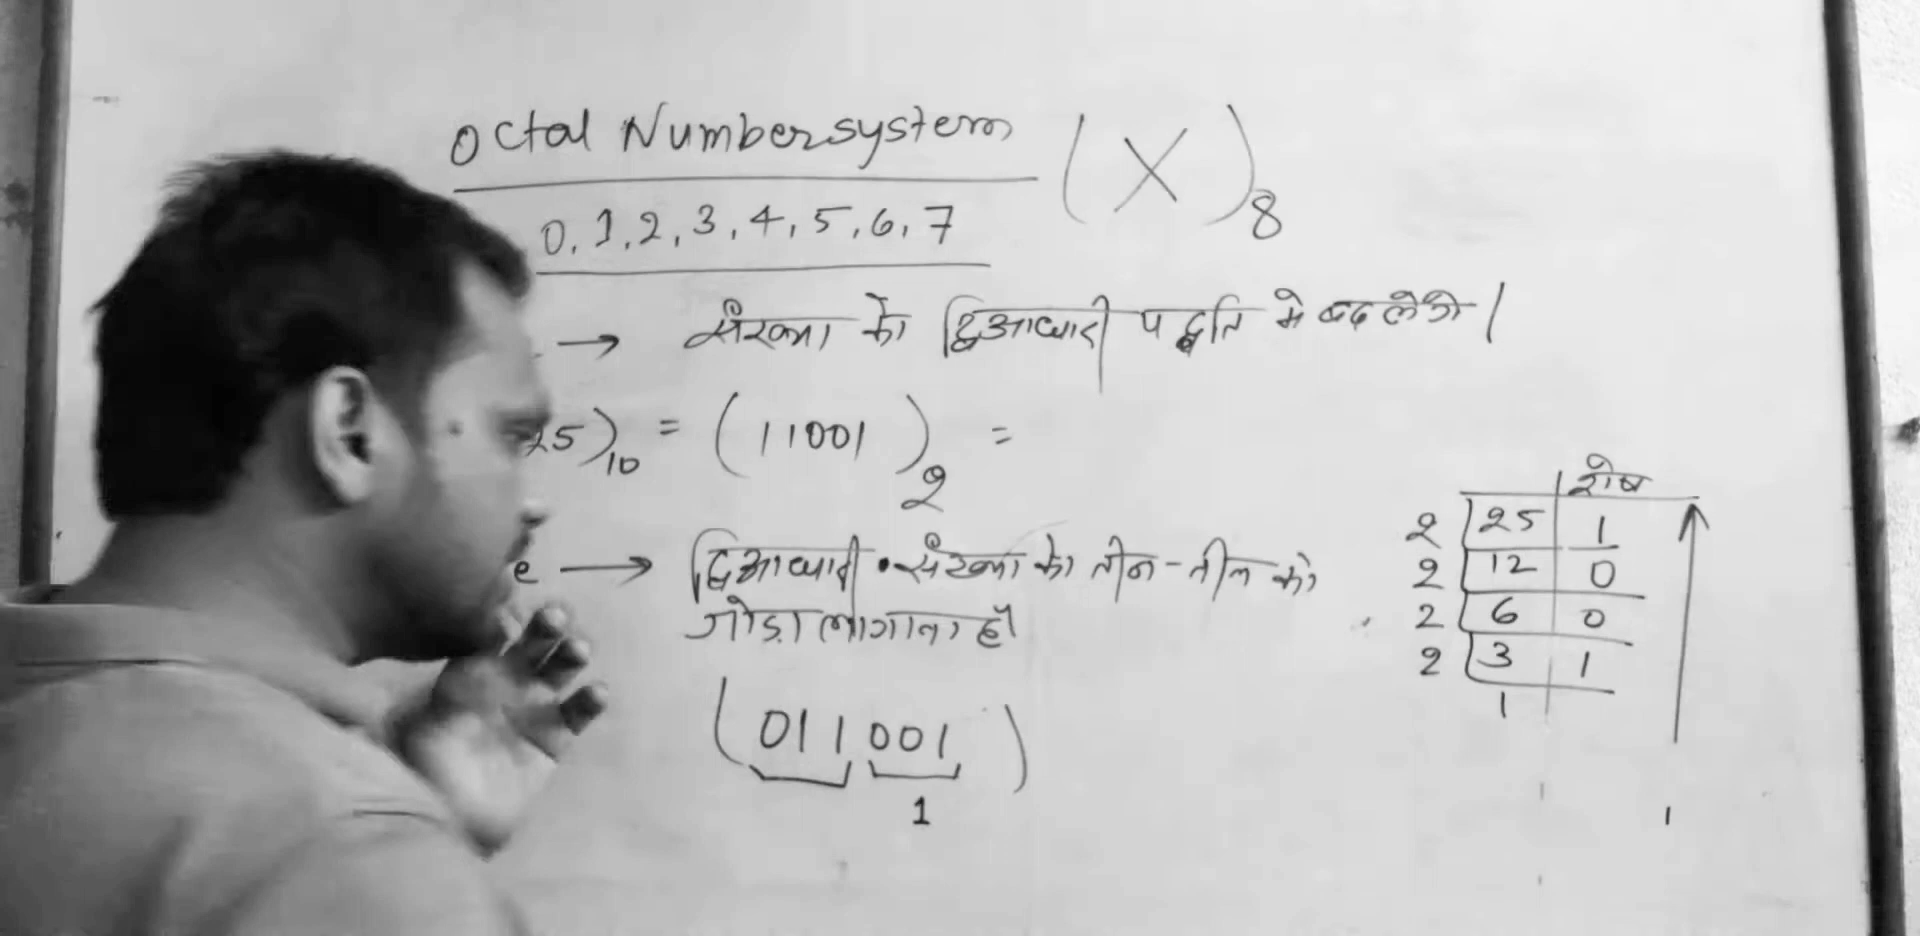 Octal Number system (X)8
0, 1, 2, 3, 4, 5, 6, 7
→ संख्या को द्विआधारी पद्धति मे बदलेगे।
25)10 = (11001)2 =
e → द्विआधारी संख्या को तीन-तीन को
जोड़ा लागाता है
(011 001)
1
शेष
2 25 1
2 12 0
2 6 0
2 3 1
1